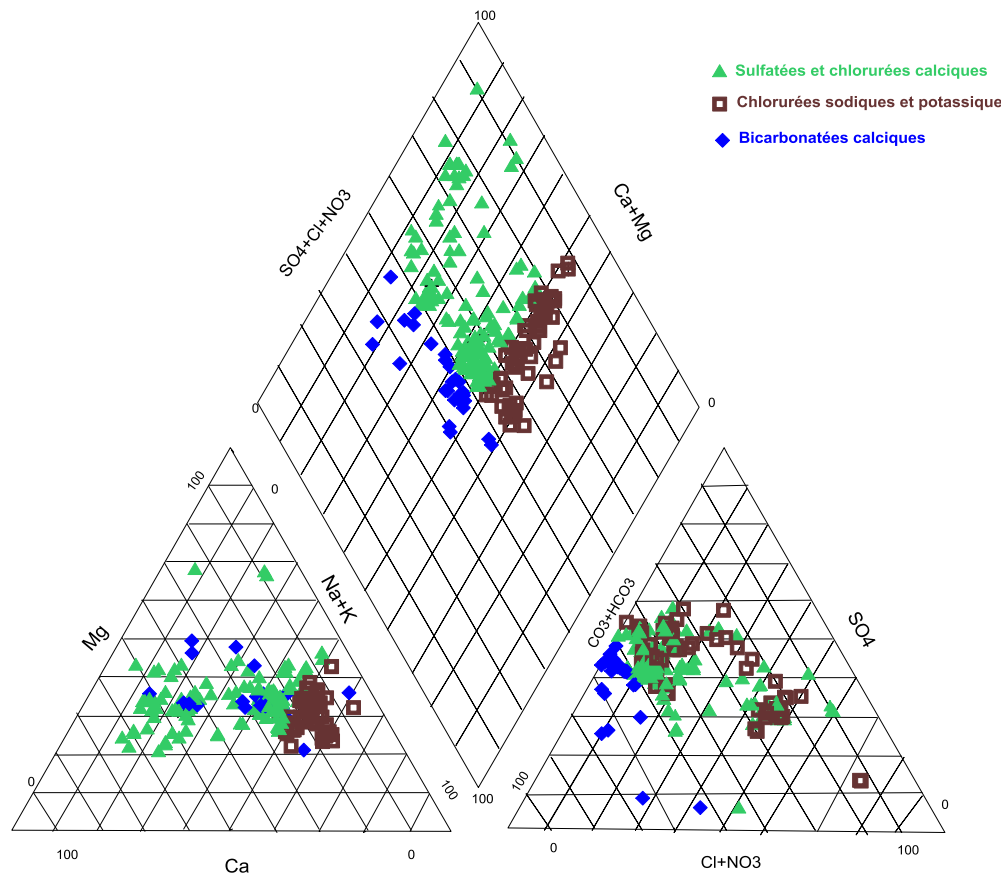 100
Sulfatées et chlorurées calciques
Chlorurées sodiques et potassique
Bicarbonatées calciques
SO4+Cl+NO3
Ca+Mg
0
0
100
0
Na+K
Mg
CO3+HCO3
SO4
0
100
100
100
0
100
0
Ca
0
100
Cl+NO3